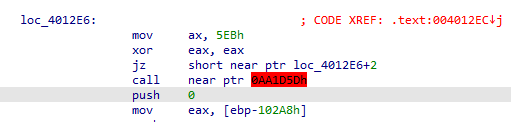 loc_4012E6: ; CODE XREF: .text:004012EC↓j
mov ax, 5EBh
xor eax, eax
jz short near ptr loc_4012E6+2
call near ptr 0AA1D5Dh
push 0
mov eax, [ebp-102A8h]